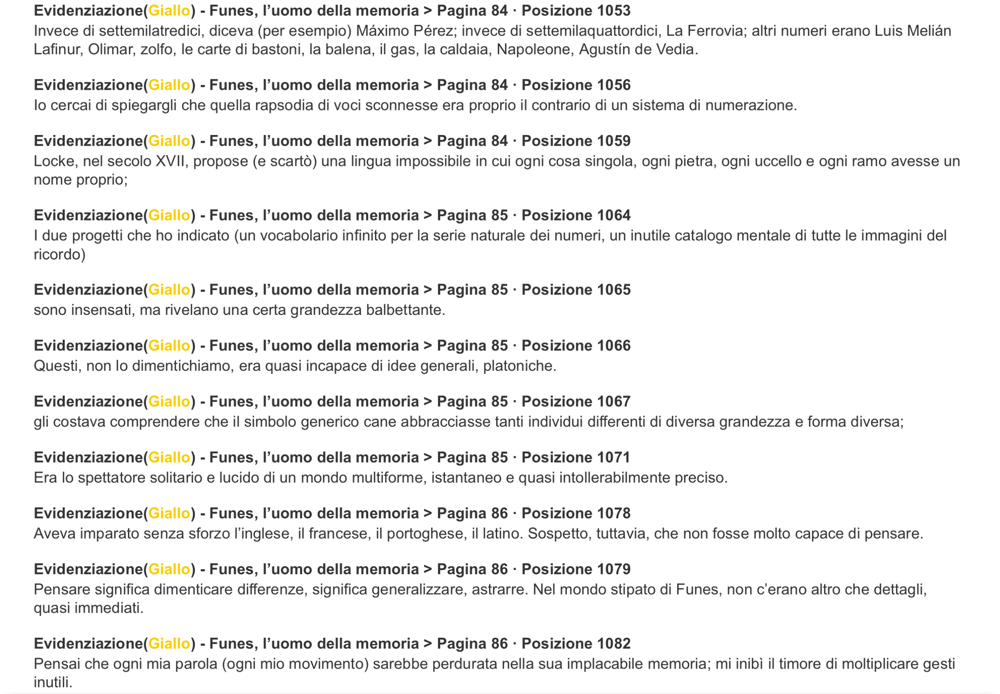 Evidenziazione(Giallo) - Funes, l’uomo della memoria > Pagina 84 · Posizione 1053
Invece di settemilatredici, diceva (per esempio) Máximo Pérez; invece di settemilaquattordici, La Ferrovia; altri numeri erano Luis Melián
Lafinur, Olimar, zolfo, le carte di bastoni, la balena, il gas, la caldaia, Napoleone, Agustín de Vedia.
Evidenziazione(Giallo) - Funes, l’uomo della memoria > Pagina 84 · Posizione 1056
Io cercai di spiegargli che quella rapsodia di voci sconnesse era proprio il contrario di un sistema di numerazione.
Evidenziazione(Giallo) - Funes, l’uomo della memoria > Pagina 84 · Posizione 1059
Locke, nel secolo XVII, propose (e scartò) una lingua impossibile in cui ogni cosa singola, ogni pietra, ogni uccello e ogni ramo avesse un
nome proprio;
Evidenziazione(Giallo) - Funes, l’uomo della memoria > Pagina 85 · Posizione 1064
I due progetti che ho indicato (un vocabolario infinito per la serie naturale dei numeri, un inutile catalogo mentale di tutte le immagini del
ricordo)
Evidenziazione(Giallo) - Funes, l’uomo della memoria > Pagina 85 · Posizione 1065
sono insensati, ma rivelano una certa grandezza balbettante.
Evidenziazione(Giallo) - Funes, l’uomo della memoria > Pagina 85 · Posizione 1066
Questi, non lo dimentichiamo, era quasi incapace di idee generali, platoniche.
Evidenziazione(Giallo) - Funes, l’uomo della memoria > Pagina 85 · Posizione 1067
gli costava comprendere che il simbolo generico cane abbracciasse tanti individui differenti di diversa grandezza e forma diversa;
Evidenziazione(Giallo) - Funes, l’uomo della memoria > Pagina 85 · Posizione 1071
Era lo spettatore solitario e lucido di un mondo multiforme, istantaneo e quasi intollerabilmente preciso.
Evidenziazione(Giallo) - Funes, l’uomo della memoria > Pagina 86 · Posizione 1078
Aveva imparato senza sforzo l’inglese, il francese, il portoghese, il latino. Sospetto, tuttavia, che non fosse molto capace di pensare.
Evidenziazione(Giallo) - Funes, l’uomo della memoria > Pagina 86 · Posizione 1079
Pensare significa dimenticare differenze, significa generalizzare, astrarre. Nel mondo stipato di Funes, non c’erano altro che dettagli,
quasi immediati.
Evidenziazione(Giallo) - Funes, l’uomo della memoria > Pagina 86 · Posizione 1082
Pensai che ogni mia parola (ogni mio movimento) sarebbe perdurata nella sua implacabile memoria; mi inibì il timore di moltiplicare gesti
inutili.